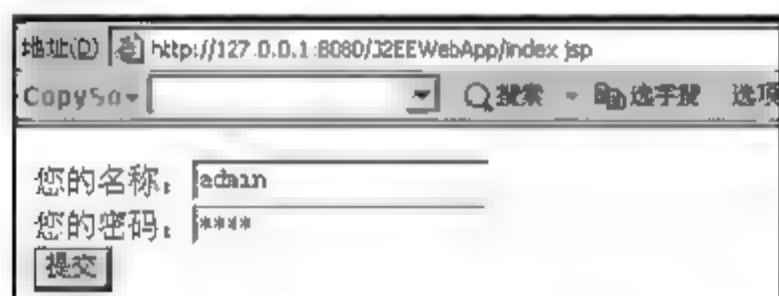 地址(D) http://127.0.0.1:8080/J2EEWebApp/index.jsp
CopySo 搜索 选项
您的名称: admin
您的密码: ****
提交